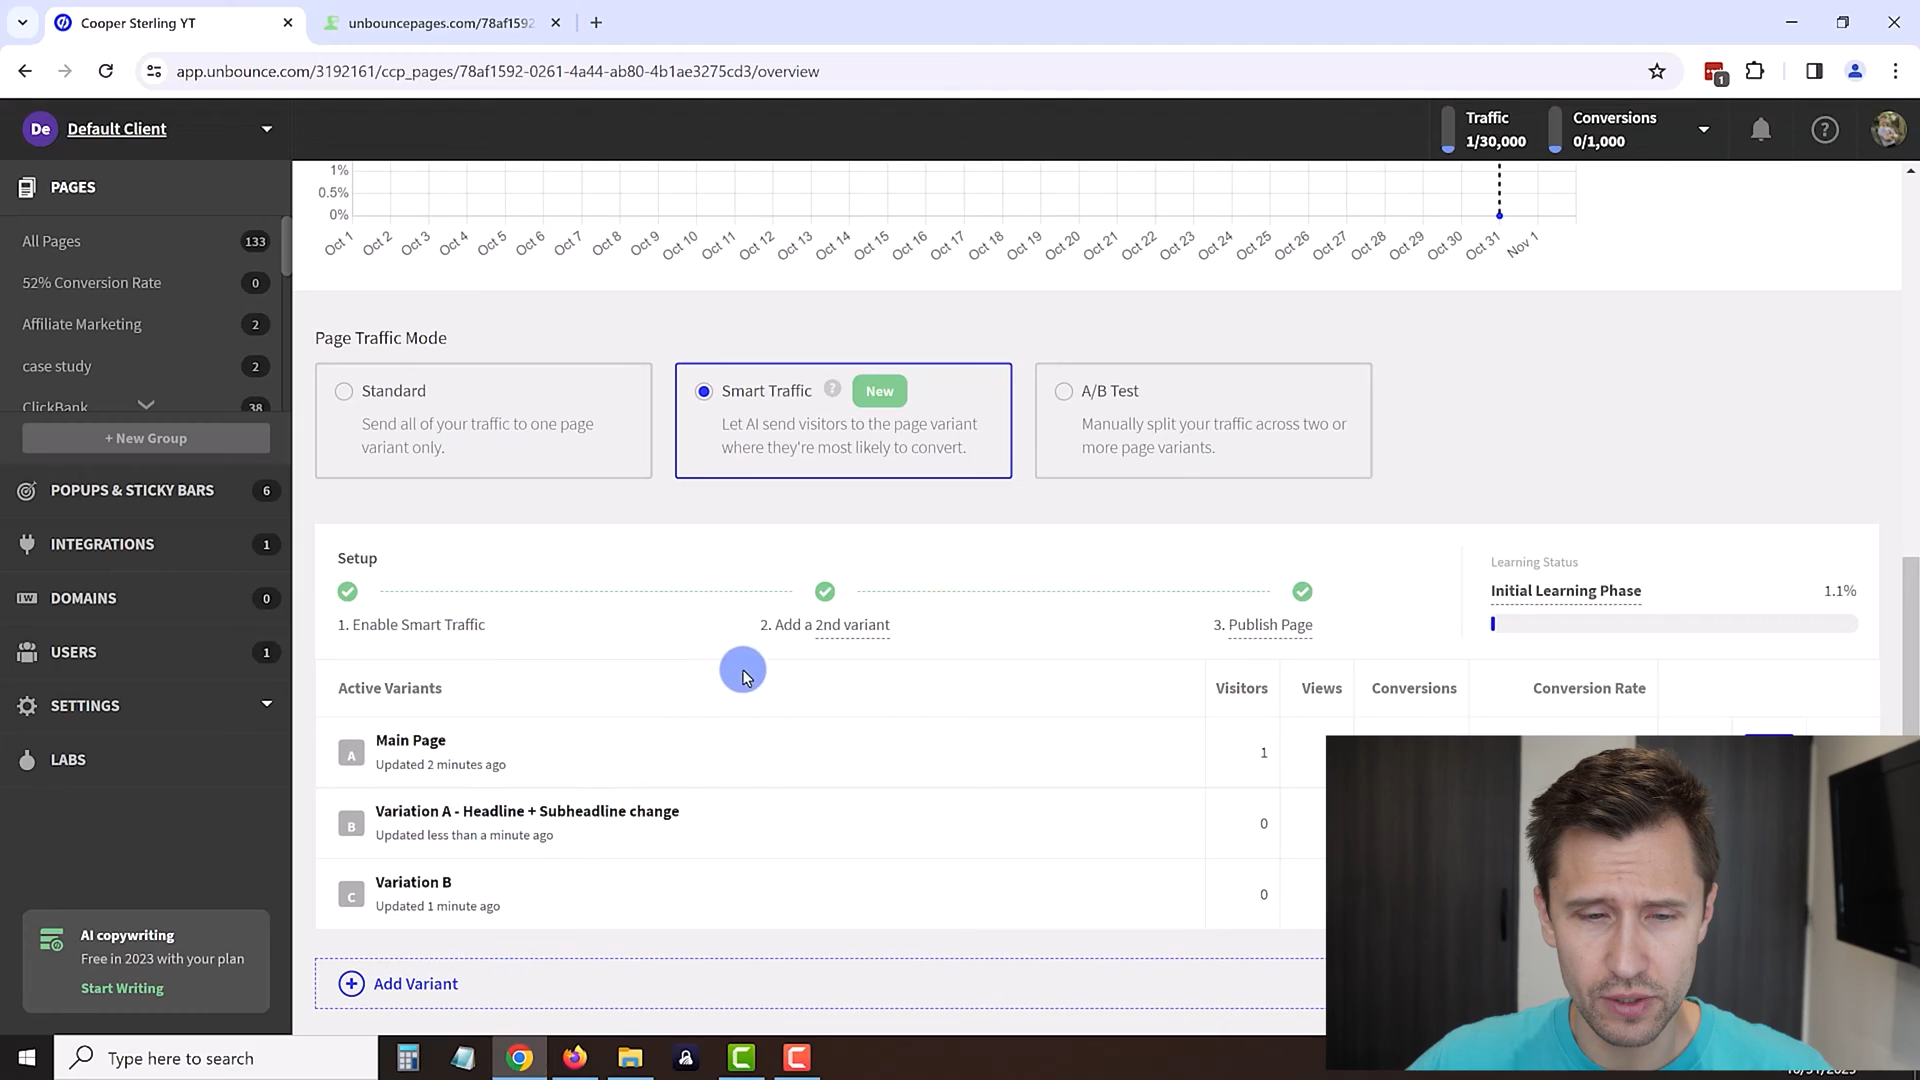 Cooper Sterling YT
unbouncepages.com/78af1592
app.unbounce.com/3192161/ccp_pages/78af1592-0261-4a44-ab80-4b1ae3275cd3/overview
1
De Default Client
Traffic
1/30,000
Conversions
0/1,000
PAGES
All Pages 133
52% Conversion Rate 0
Affiliate Marketing 2
case study 2
ClickBank 38
+ New Group
POPUPS & STICKY BARS 6
INTEGRATIONS 1
DOMAINS 0
USERS 1
SETTINGS
LABS
AI copywriting
Free in 2023 with your plan
Start Writing
1%
0.5%
0%
Oct 1 Oct 2 Oct 3 Oct 4 Oct 5 Oct 6 Oct 7 Oct 8 Oct 9 Oct 10 Oct 11 Oct 12 Oct 13 Oct 14 Oct 15 Oct 16 Oct 17 Oct 18 Oct 19 Oct 20 Oct 21 Oct 22 Oct 23 Oct 24 Oct 25 Oct 26 Oct 27 Oct 28 Oct 29 Oct 30 Oct 31 Nov 1
Page Traffic Mode
Standard
Send all of your traffic to one page
variant only.
Smart Traffic ? New
Let AI send visitors to the page variant
where they're most likely to convert.
A/B Test
Manually split your traffic across two or
more page variants.
Setup
1. Enable Smart Traffic
2. Add a 2nd variant
3. Publish Page
Learning Status
Initial Learning Phase 1.1%
Active Variants Visitors Views Conversions Conversion Rate
A Main Page 1
Updated 2 minutes ago
B Variation A - Headline + Subheadline change 0
Updated less than a minute ago
C Variation B 0
Updated 1 minute ago
+ Add Variant
Type here to search